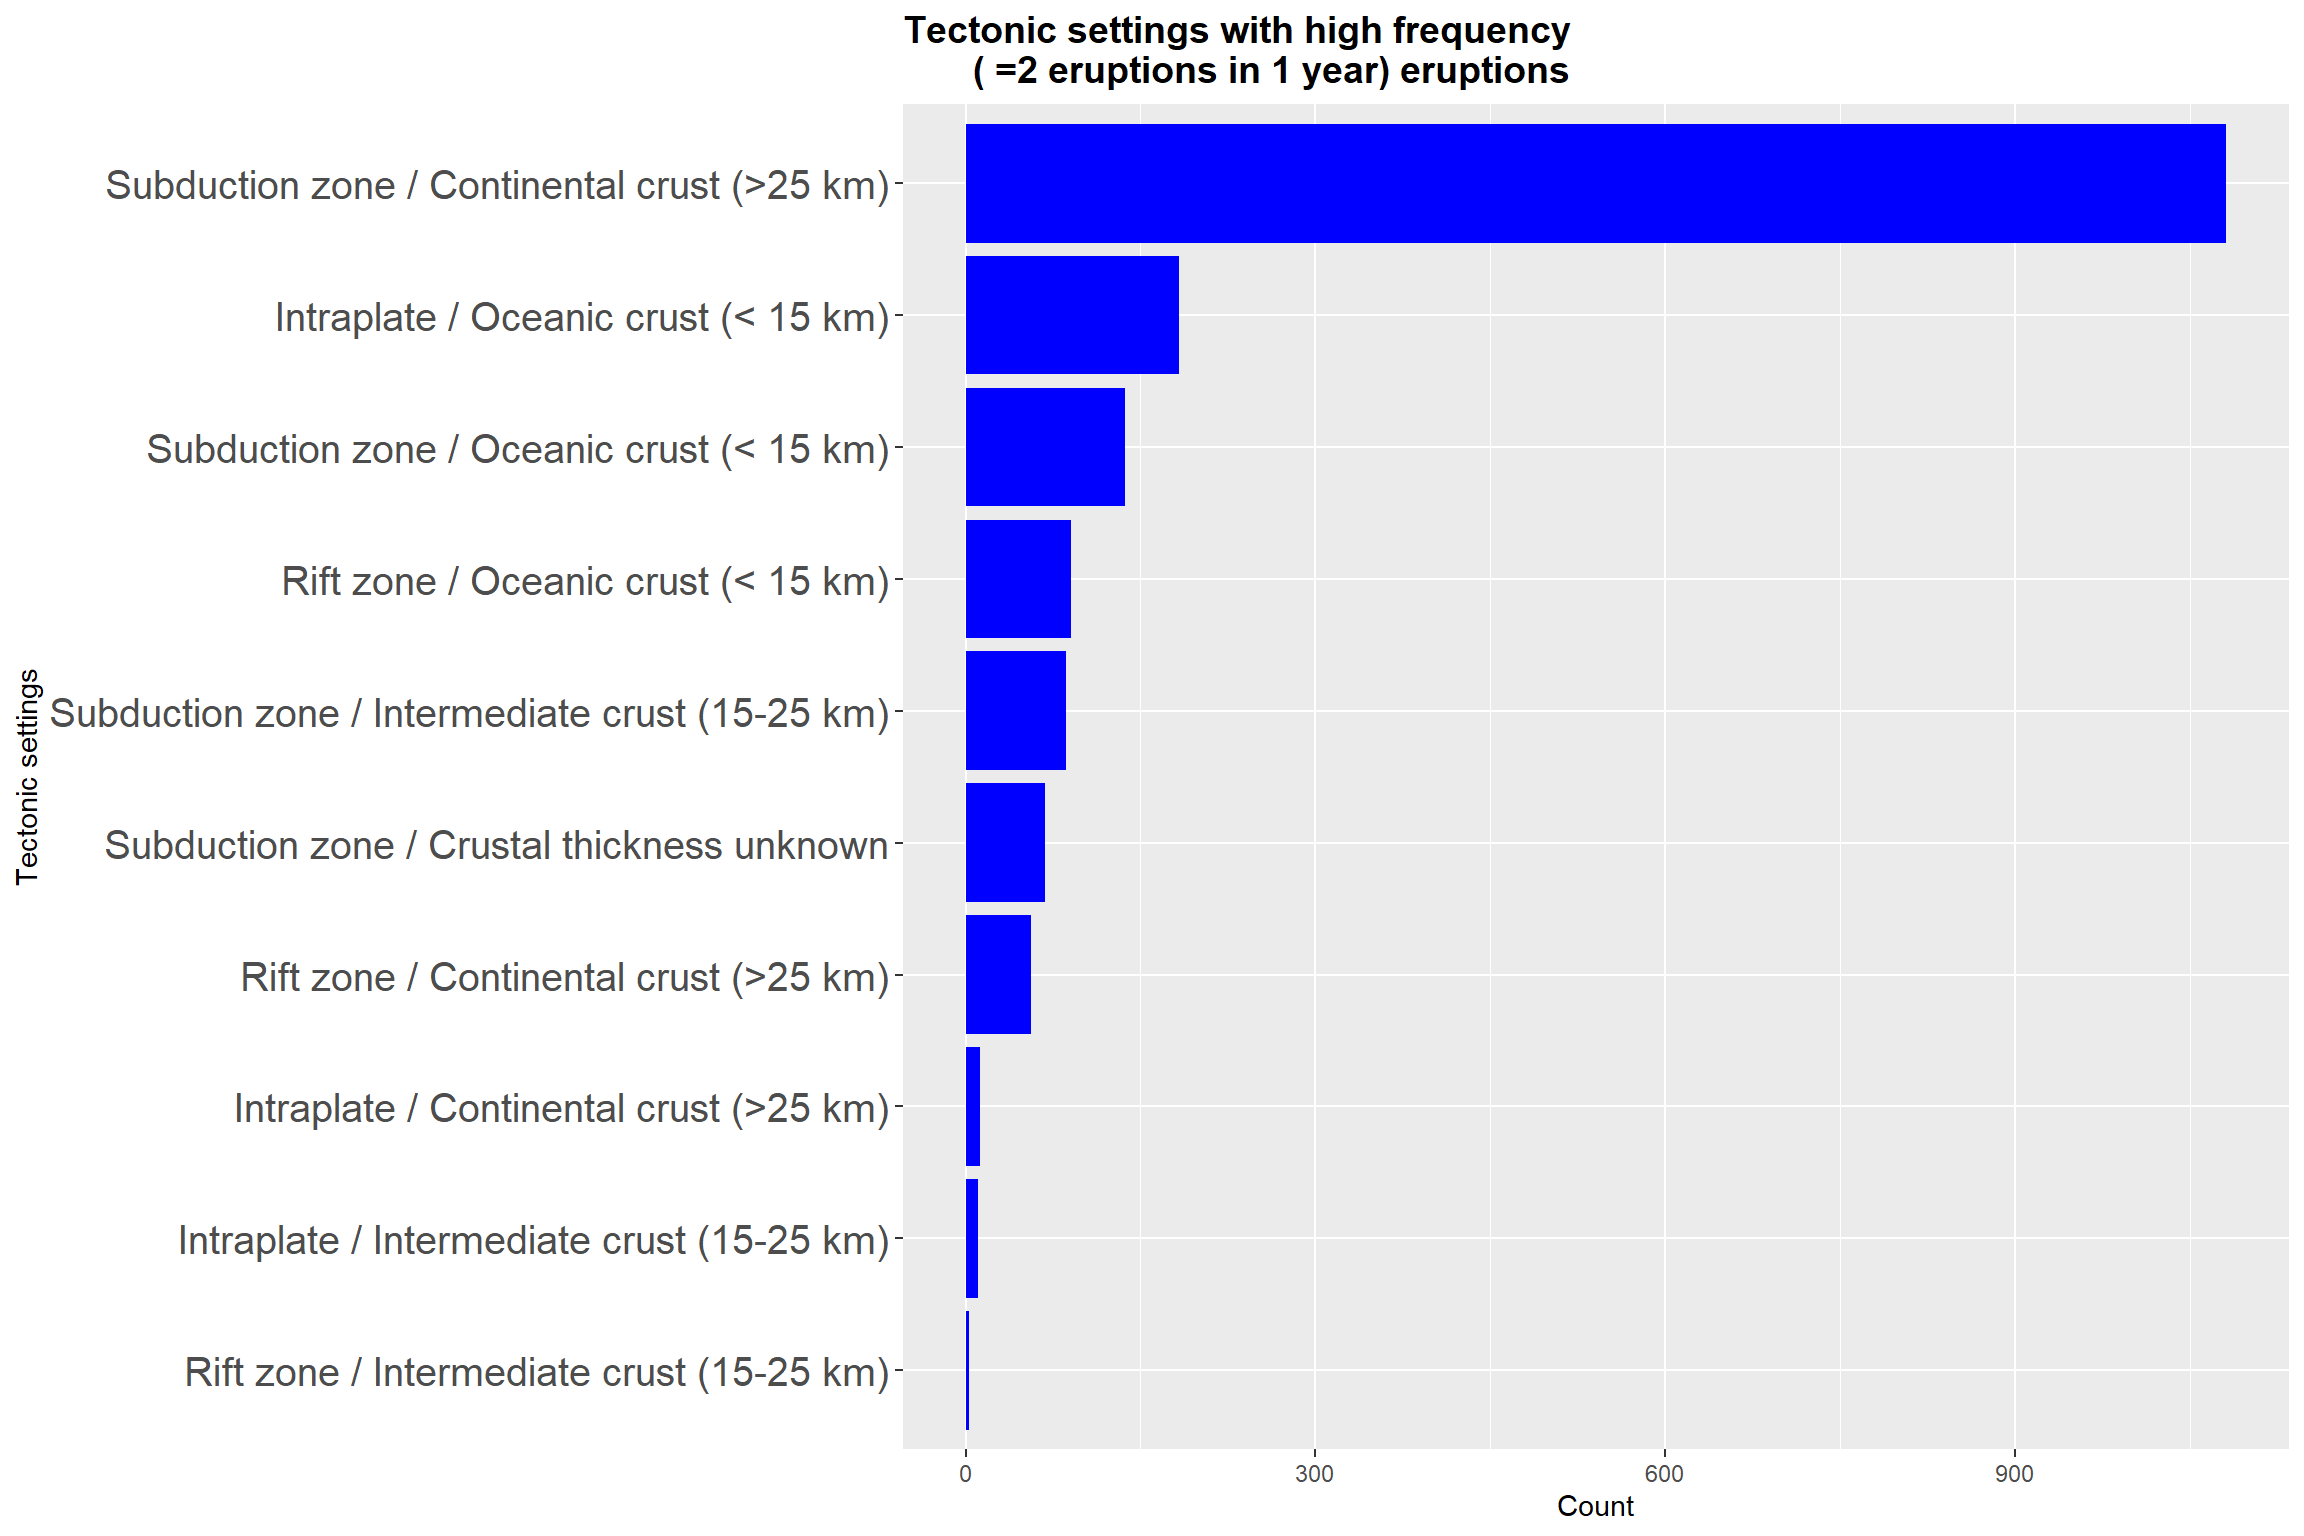 Tectonic settings with high frequency
( =2 eruptions in 1 year) eruptions
Tectonic setings
Subduction zone / Continental crust (>25 km)
Intraplate / Oceanic crust (< 15 km)
Subduction zone / Oceanic crust (< 15 km)
Rift zone / Oceanic crust (< 15 km)
Subduction zone / Intermediate crust (15-25 km)
Subduction zone / Crustal thickness unknown
Rift zone / Continental crust (>25 km)
Intraplate / Continental crust (>25 km)
Intraplate / Intermediate crust (15-25 km)
Rift zone / Intermediate crust (15-25 km)
0 300 600 900
Count